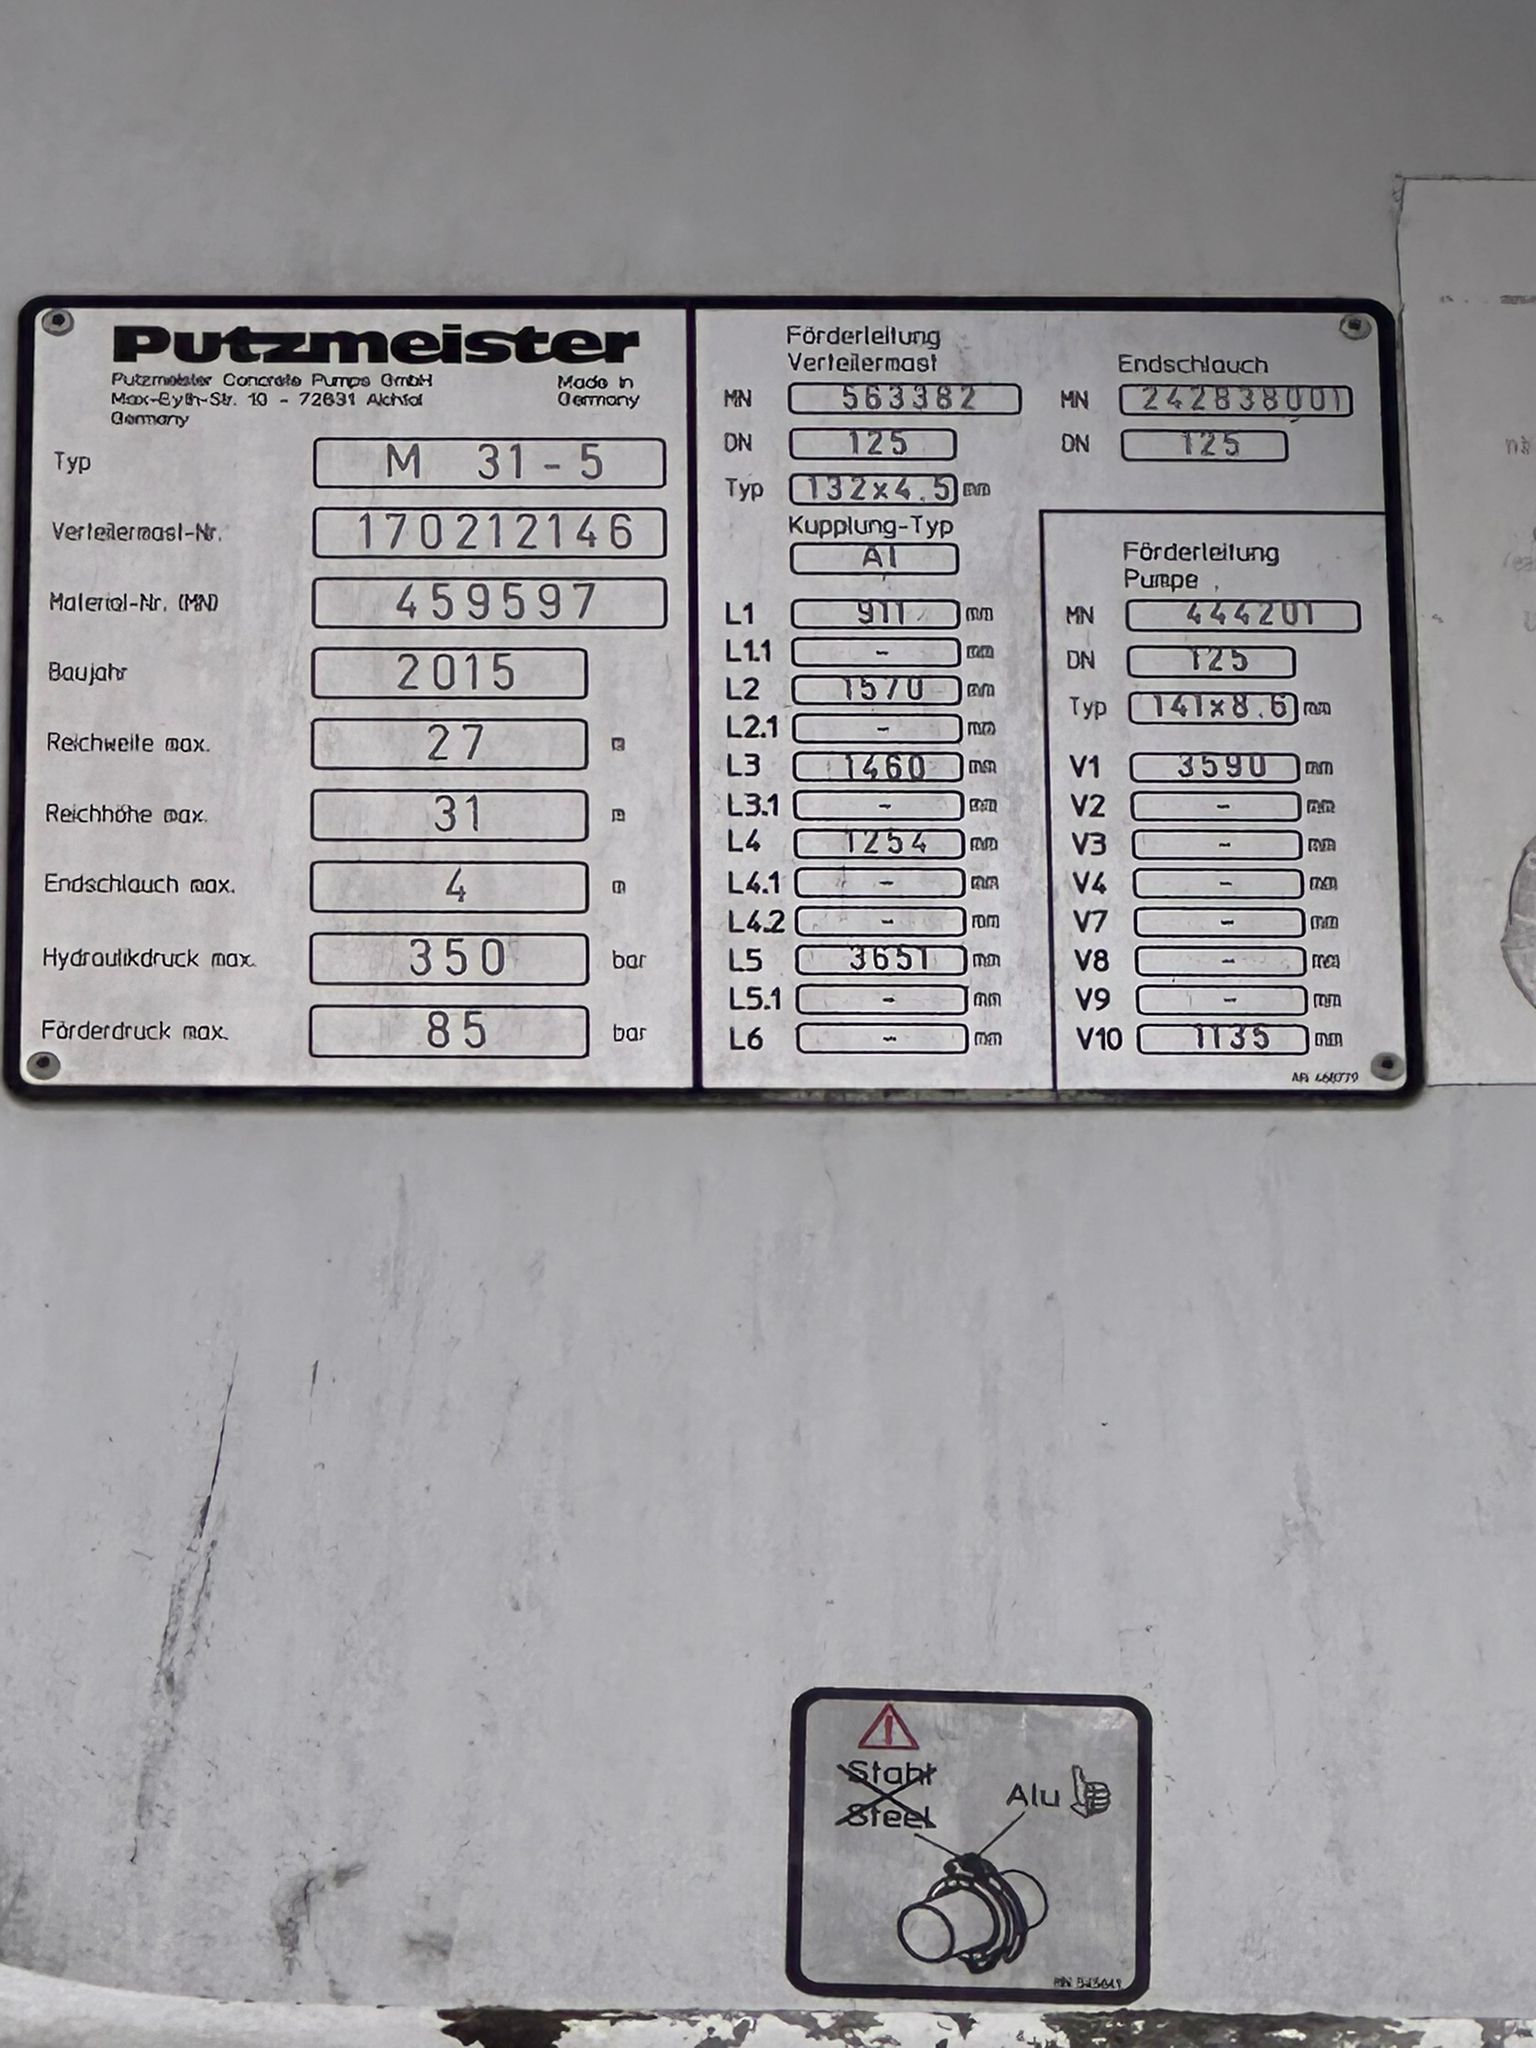 Putzmeister
Putzmeister Concrete Pumps GmbH
Made in
Max-Eyth-Str. 10 - 72631 Aichtal
Germany
Germany
Typ M 31-5
Verteilermast-Nr. 170212146
Material-Nr. (MN) 459597
Baujahr 2015
Reichweite max. 27 m
Reichhöhe max. 31 m
Endschlauch max. 4 m
Hydraulikdruck max. 350 bar
Förderdruck max. 85 bar
Förderleitung
Verteilermast
MN 563382
DN 125
Typ 132x4.5 mm
Kupplung-Typ
A1
L1 911 mm
L1.1 - mm
L2 1570 mm
L2.1 - mm
L3 1460 mm
L3.1 - mm
L4 1254 mm
L4.1 - mm
L4.2 - mm
L5 3651 mm
L5.1 - mm
L6 - mm
Endschlauch
MN 242838001
DN 125
Förderleitung
Pumpe
MN 444201
DN 125
Typ 141x8.6 mm
V1 3590 mm
V2 - mm
V3 - mm
V4 - mm
V7 - mm
V8 - mm
V9 - mm
V10 1135 mm
Stahl
Steel
Alu